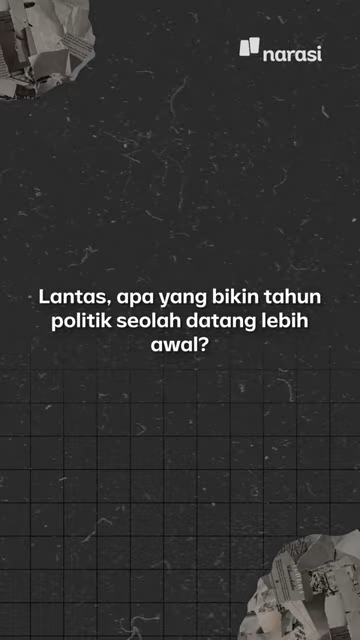 narasi
Lantas, apa yang bikin tahun
politik seolah datang lebih
awal?